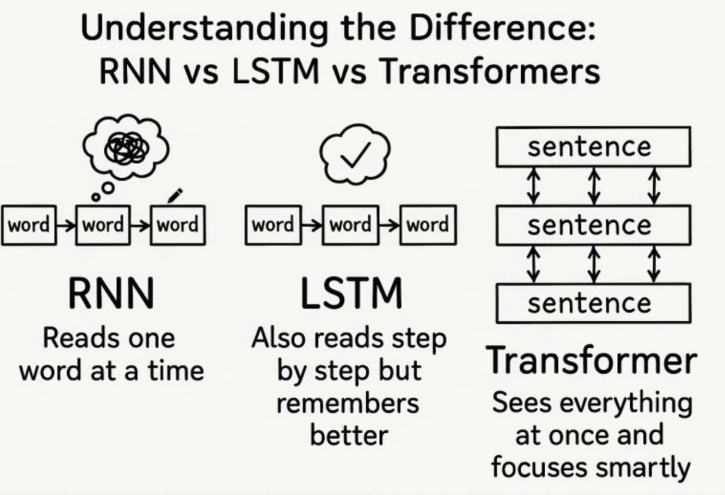 Understanding the Difference:
RNN vs LSTM vs Transformers
word word word
RNN
Reads one
word at a time
word word word
LSTM
Also reads step
by step but
remembers
better
sentence
sentence
sentence
Transformer
Sees everything
at once and
focuses smartly